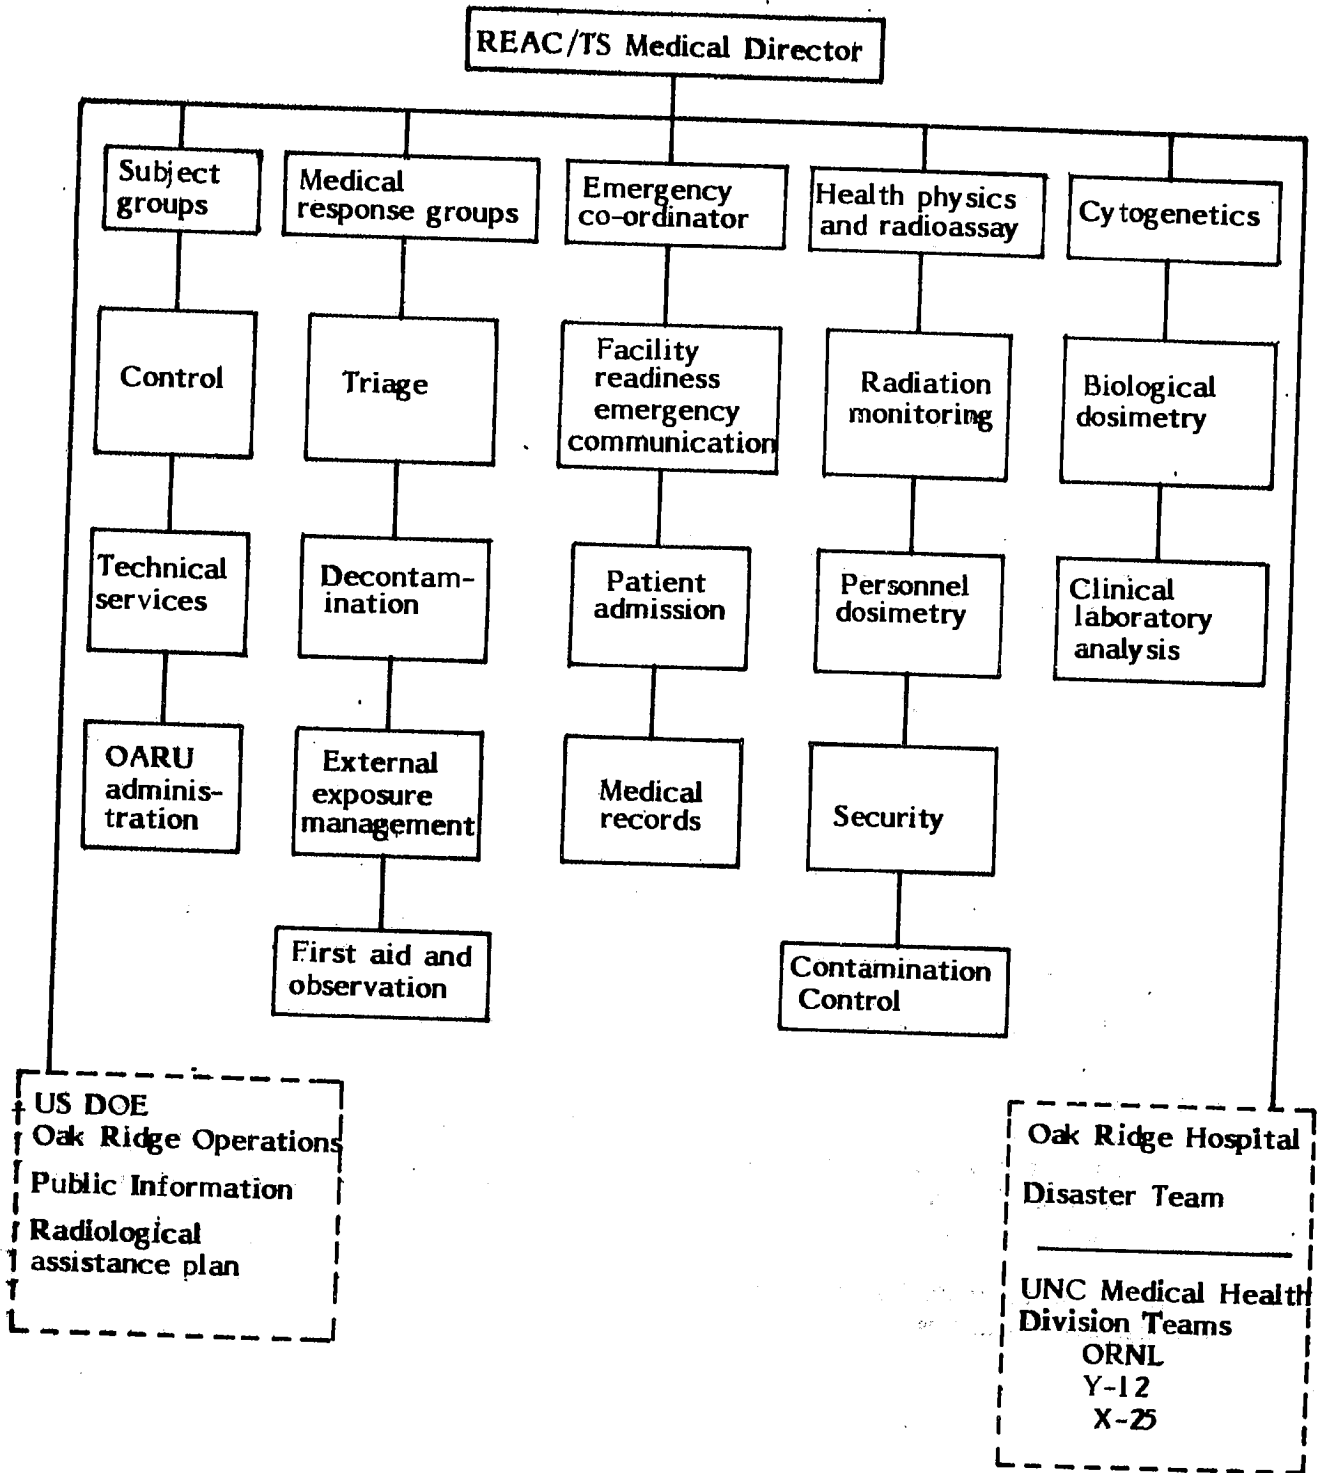 REAC/TS Medical Director
Subject
groups
Medical
response groups
Emergency
co-ordinator
Health physics
and radioassay
Cytogenetics
Control
Triage
Facility
readiness
emergency
communication
Radiation
monitoring
Biological
dosimetry
Technical
services
Decontam-
ination
Patient
admission
Personnel
dosimetry
Clinical
laboratory
analysis
OARU
adminis-
tration
External
exposure
management
Medical
records
Security
First aid and
observation
Contamination
Control
US DOE
Oak Ridge Operations
Public Information
Radiological
assistance plan
Oak Ridge Hospital
Disaster Team
UNC Medical Health
Division Teams
ORNL
Y-12
X-25